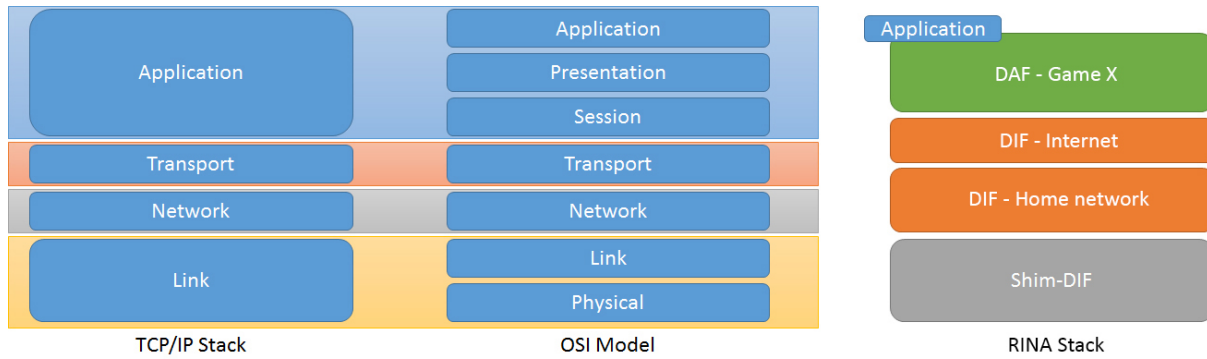 Application
Transport
Network
Link
TCP/IP Stack
Application
Presentation
Session
Transport
Network
Link
Physical
OSI Model
Application
DAF - Game X
DIF - Internet
DIF - Home network
Shim-DIF
RINA Stack